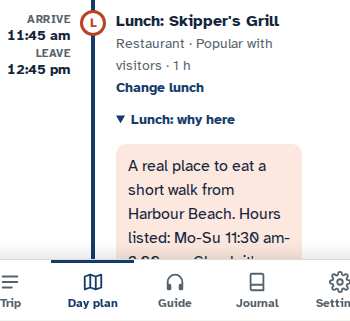 ARRIVE
11:45 am
LEAVE
12:45 pm
L
Lunch: Skipper's Grill
Restaurant · Popular with
visitors · 1 h
Change lunch
▼ Lunch: why here
A real place to eat a
short walk from
Harbour Beach. Hours
listed: Mo-Su 11:30 am-
Trip
Day plan
Guide
Journal
Settin